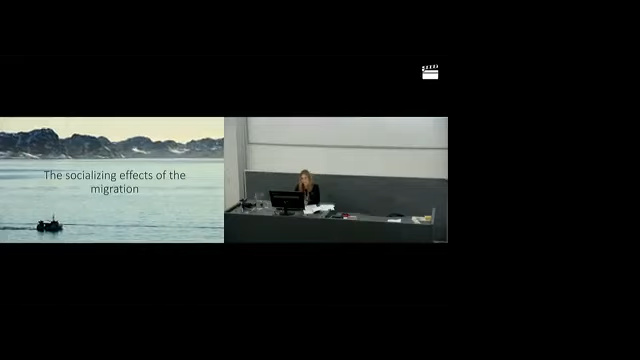 The socializing effects of the
migration